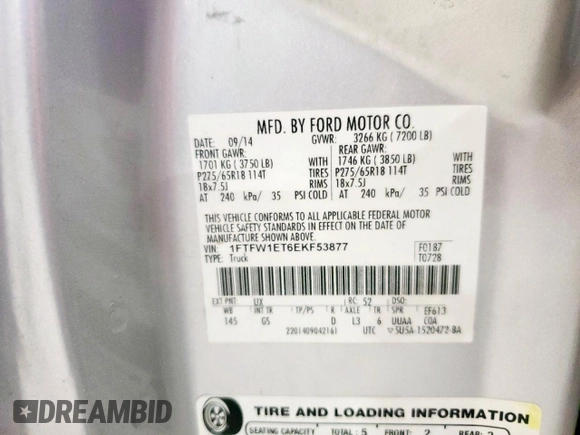 MFD. BY FORD MOTOR CO.
DATE: 09/14 GVWR: 3266 KG ( 7200 LB)
FRONT GAWR: REAR GAWR:
1701 KG ( 3750 LB) WITH 1746 KG ( 3850 LB) WITH
P275/65R18 114T TIRES P275/65R18 114T TIRES
18x7.5J RIMS 18x7.5J RIMS
AT 240 kPa/ 35 PSI COLD AT 240 kPa/ 35 PSI COLD
THIS VEHICLE CONFORMS TO ALL APPLICABLE FEDERAL MOTOR
VEHICLE SAFETY STANDARDS IN EFFECT ON THE DATE OF
MANUFACTURE SHOWN ABOVE.
VIN: 1FTFW1ET6EKF53877 F0187
TYPE: Truck T0728
EXT PNT: UX RC: 52 DSO:
WB INT TR TP/PS R AXLE TR SPR EF613
145 GS D L3 6 UUAA COA
2201409042161 UTC 5U5A-1520472-BA
TIRE AND LOADING INFORMATION
SEATING CAPACITY TOTAL: 5 FRONT: 2 REAR: 3
DREAMBID